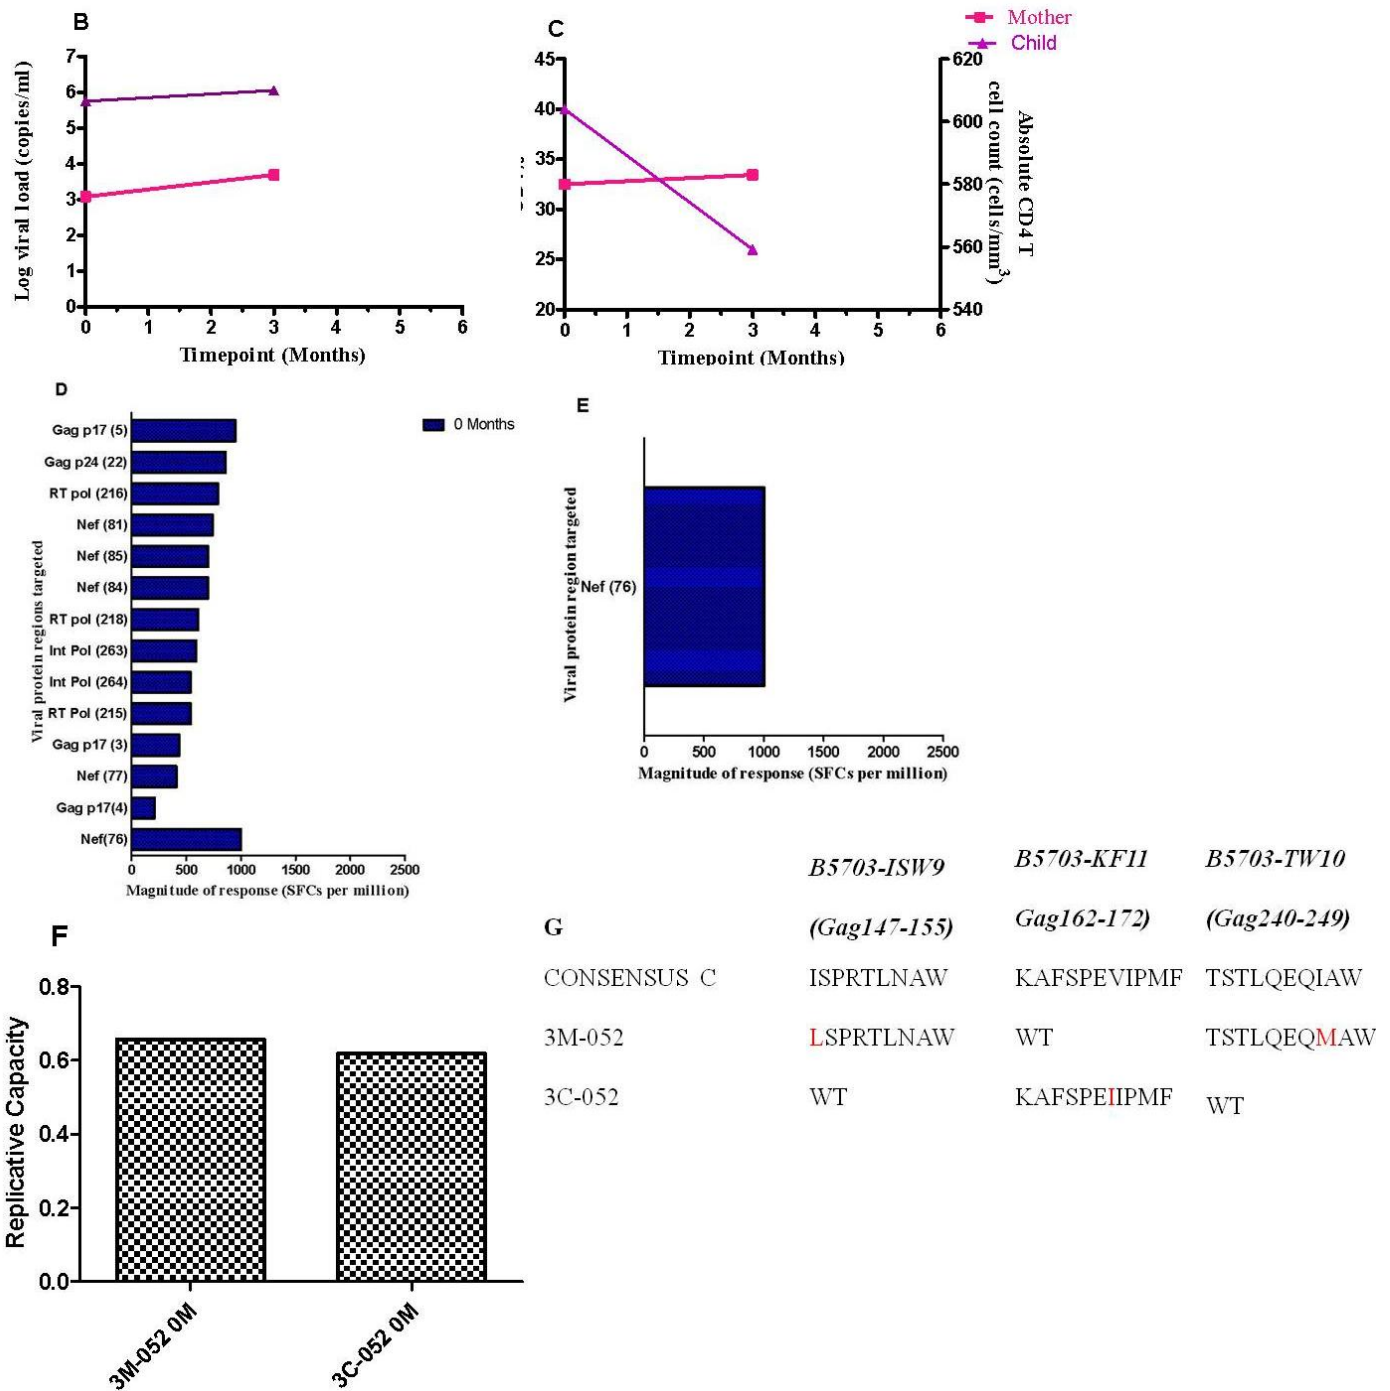 B
7
6
5
4
3
2
1
0
0 1 2 3 4 5 6
Log viral load (copies/ml)
Timepoint (Months)
C
Mother
Child
45
40
35
30
25
20
0 1 2 3 4 5 6
620
600
580
560
540
Absolute CD4 T
cell count (cells/mm³)
Timepoint (Months)
D
0 Months
Viral protein regions targeted
Gag p17 (5)
Gag p24 (22)
RT pol (216)
Nef (81)
Nef (85)
Nef (84)
RT pol (218)
Int Pol (263)
Int Pol (264)
RT Pol (215)
Gag p17 (3)
Nef (77)
Gag p17(4)
Nef(76)
0 500 1000 1500 2000 2500
Magnitude of response (SFCs per million)
E
Viral protein region targeted
Nef (76)
0 500 1000 1500 2000 2500
Magnitude of response (SFCs per million)
F
Replicative Capacity
0.8
0.6
0.4
0.2
0.0
3M-052 0M
3C-052 0M
B5703-ISW9 B5703-KF11 B5703-TW10
G (Gag147-155) Gag162-172) (Gag240-249)
CONSENSUS C ISPRTLNAW KAFSPEVIPMF TSTLQEQIAW
3M-052 LSPRTLNAW WT TSTLQEQMAW
3C-052 WT KAFSPEIIPMF WT